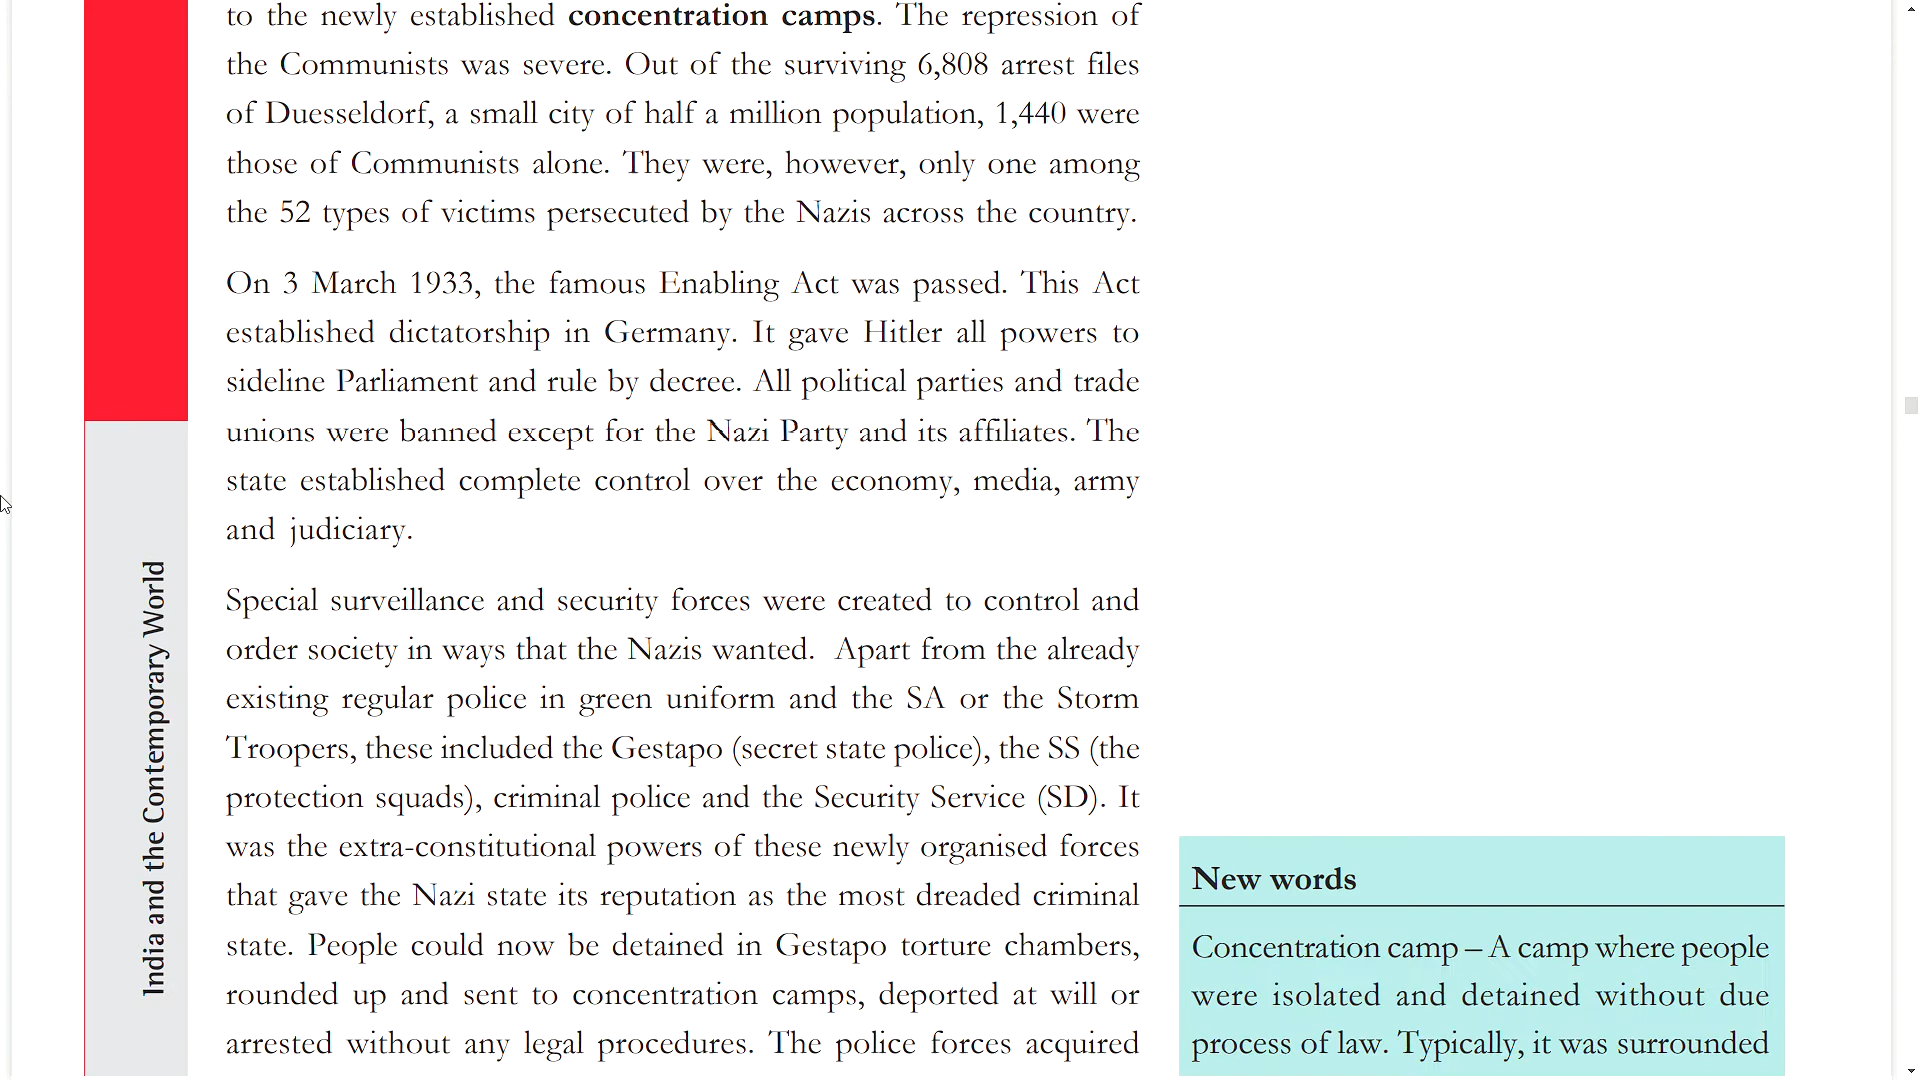 to the newly established concentration camps. The repression of
the Communists was severe. Out of the surviving 6,808 arrest files
of Duesseldorf, a small city of half a million population, 1,440 were
those of Communists alone. They were, however, only one among
the 52 types of victims persecuted by the Nazis across the country.
On 3 March 1933, the famous Enabling Act was passed. This Act
established dictatorship in Germany. It gave Hitler all powers to
sideline Parliament and rule by decree. All political parties and trade
unions were banned except for the Nazi Party and its affiliates. The
state established complete control over the economy, media, army
and judiciary.
Special surveillance and security forces were created to control and
order society in ways that the Nazis wanted. Apart from the already
existing regular police in green uniform and the SA or the Storm
Troopers, these included the Gestapo (secret state police), the SS (the
protection squads), criminal police and the Security Service (SD). It
was the extra-constitutional powers of these newly organised forces
that gave the Nazi state its reputation as the most dreaded criminal
state. People could now be detained in Gestapo torture chambers,
rounded up and sent to concentration camps, deported at will or
arrested without any legal procedures. The police forces acquired
India and the Contemporary World
New words
Concentration camp – A camp where people
were isolated and detained without due
process of law. Typically, it was surrounded